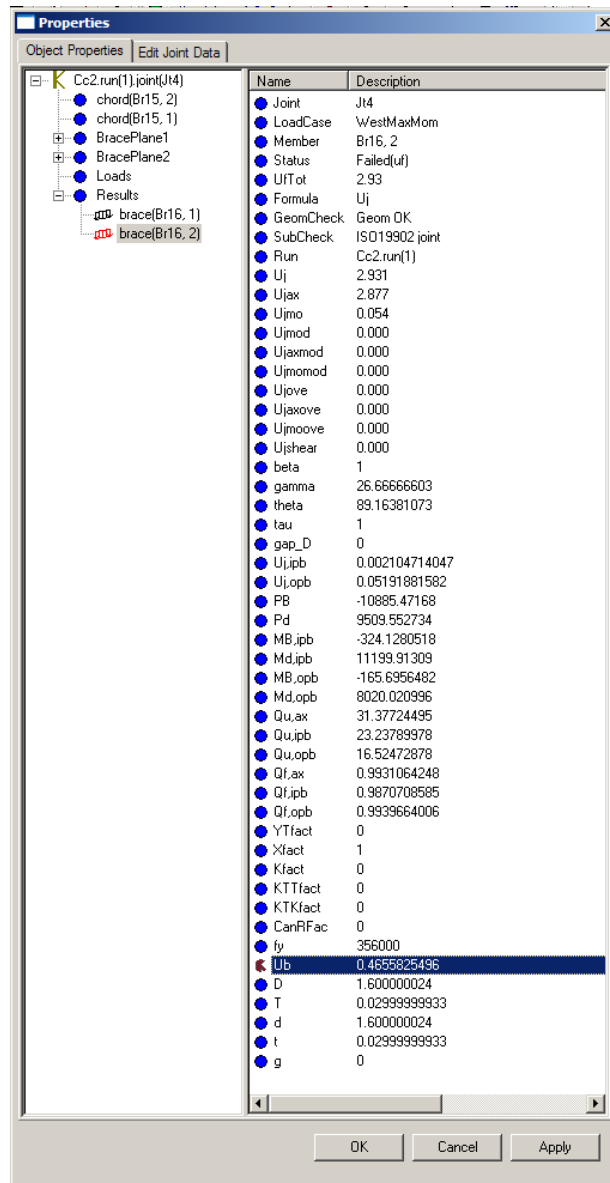 Properties
Object Properties Edit Joint Data
Cc2.run(1).joint(Jt4)
chord(Br15, 2)
chord(Br15, 1)
BracePlane1
BracePlane2
Loads
Results
brace(Br16, 1)
brace(Br16, 2)
Name Description
Joint Jt4
LoadCase WestMaxMom
Member Br16, 2
Status Failed(uf)
UfTot 2.93
Formula Uj
GeomCheck Geom OK
SubCheck ISO19902 joint
Run Cc2.run(1)
Uj 2.931
Ujax 2.877
Ujmo 0.054
Ujmod 0.000
Ujaxmod 0.000
Ujmomod 0.000
Ujove 0.000
Ujaxove 0.000
Ujmoove 0.000
Ujshear 0.000
beta 1
gamma 26.66666603
theta 89.16381073
tau 1
gap_D 0
Uj,ipb 0.002104714047
Uj,opb 0.05191881582
PB -10885.47168
Pd 9509.552734
MB,ipb -324.1280518
Md,ipb 11199.91309
MB,opb -165.6956482
Md,opb 8020.020996
Qu,ax 31.37724495
Qu,ipb 23.23789978
Qu,opb 16.52472878
Qf,ax 0.9931064248
Qf,ipb 0.9870708585
Qf,opb 0.9939664006
YTfact 0
Xfact 1
Kfact 0
KTTfact 0
KTKfact 0
CanRFac 0
fy 356000
Ub 0.4655825496
D 1.600000024
T 0.02999999933
d 1.600000024
t 0.02999999933
g 0
OK Cancel Apply